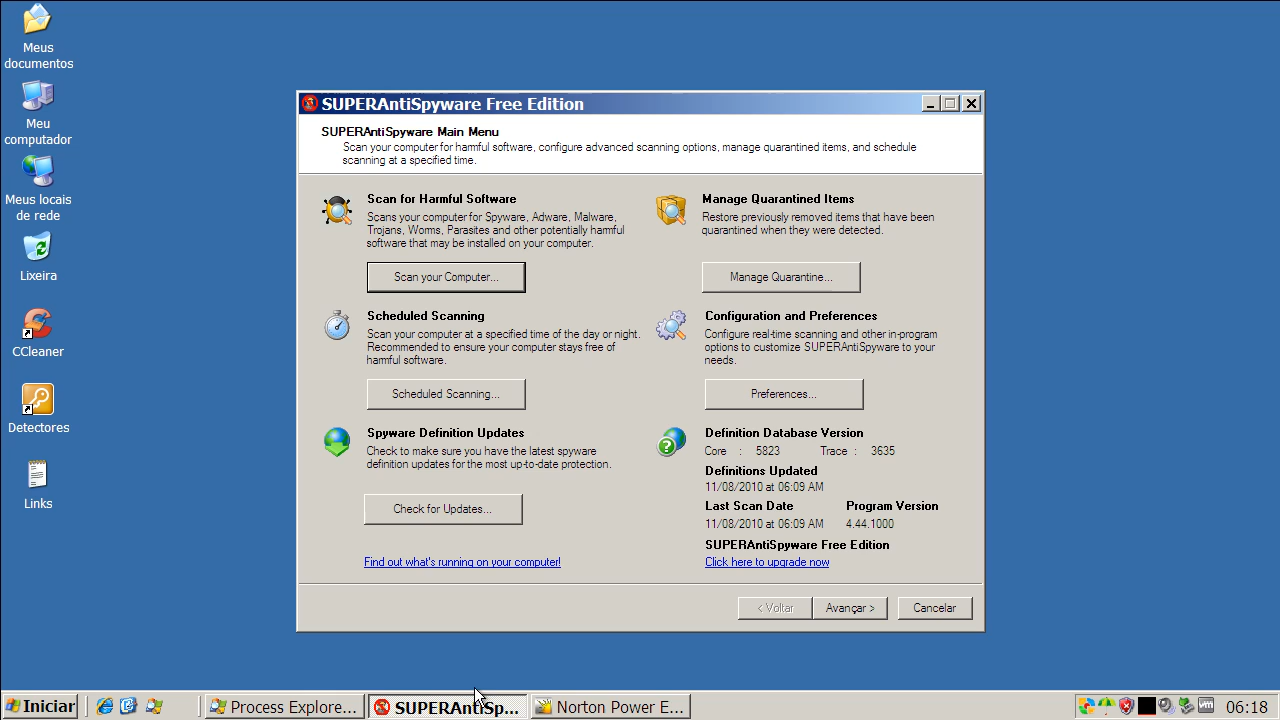 Meus
documentos
Meu
computador
Meus locais
de rede
Lixeira
CCleaner
Detectores
Links
SUPERAntiSpyware Free Edition
SUPERAntiSpyware Main Menu
Scan your computer for harmful software, configure advanced scanning options, manage quarantined items, and schedule
scanning at a specified time.
Scan for Harmful Software
Scans your computer for Spyware, Adware, Malware,
Trojans, Worms, Parasites and other potentially harmful
software that may be installed on your computer.
Scan your Computer...
Manage Quarantined Items
Restore previously removed items that have been
quarantined when they were detected.
Manage Quarantine...
Scheduled Scanning
Scan your computer at a specified time of the day or night.
Recommended to ensure your computer stays free of
harmful software.
Scheduled Scanning...
Configuration and Preferences
Configure real-time scanning and other in-program
options to customize SUPERAntiSpyware to your
needs.
Preferences...
Spyware Definition Updates
Check to make sure you have the latest spyware
definition updates for the most up-to-date protection.
Check for Updates...
Find out what's running on your computer!
Definition Database Version
Core 5823 Trace : 3635
Definitions Updated
11/08/2010 at 06:09 AM
Last Scan Date Program Version
11/08/2010 at 06:09 AM 4.44.1000
SUPERAntiSpyware Free Edition
Click here to upgrade now
< Voltar Avançar > Cancelar
Iniciar Process Explore... SUPERAntiSp... Norton Power E... 06:18